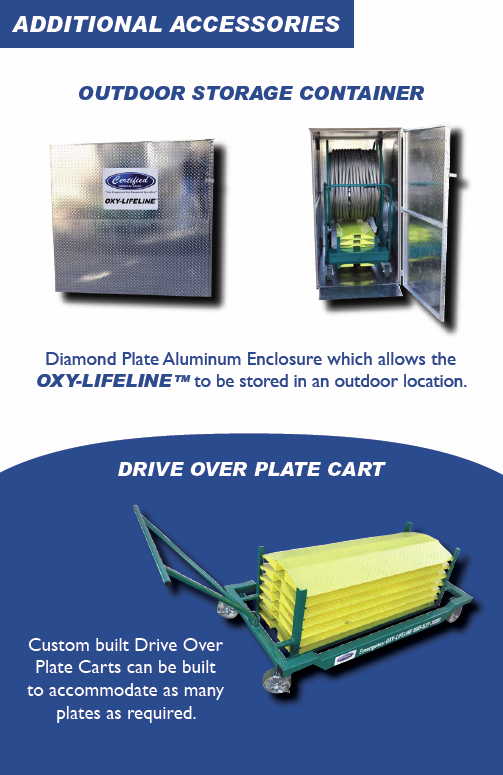 ADDITIONAL ACCESSORIES
OUTDOOR STORAGE CONTAINER
Certified
OXY-LIFELINE
Diamond Plate Aluminum Enclosure which allows the
OXY-LIFELINE™ to be stored in an outdoor location.
DRIVE OVER PLATE CART
Emergency OXY-LIFELINE
Custom built Drive Over
Plate Carts can be built
to accommodate as many
plates as required.